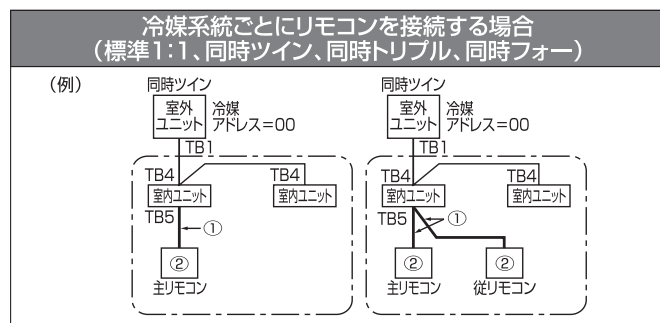 冷媒系統ごとにリモコンを接続する場合
(標準1:1、同時ツイン、同時トリプル、同時フォー)
(例)
同時ツイン
室外
ユニット
冷媒
アドレス=00
TB1
TB4
TB4
室内ユニット
室内ユニット
TB5
①
②
主リモコン
同時ツイン
室外
ユニット
冷媒
アドレス=00
TB1
TB4
TB4
室内ユニット
室内ユニット
TB5
①
②
②
主リモコン
従リモコン